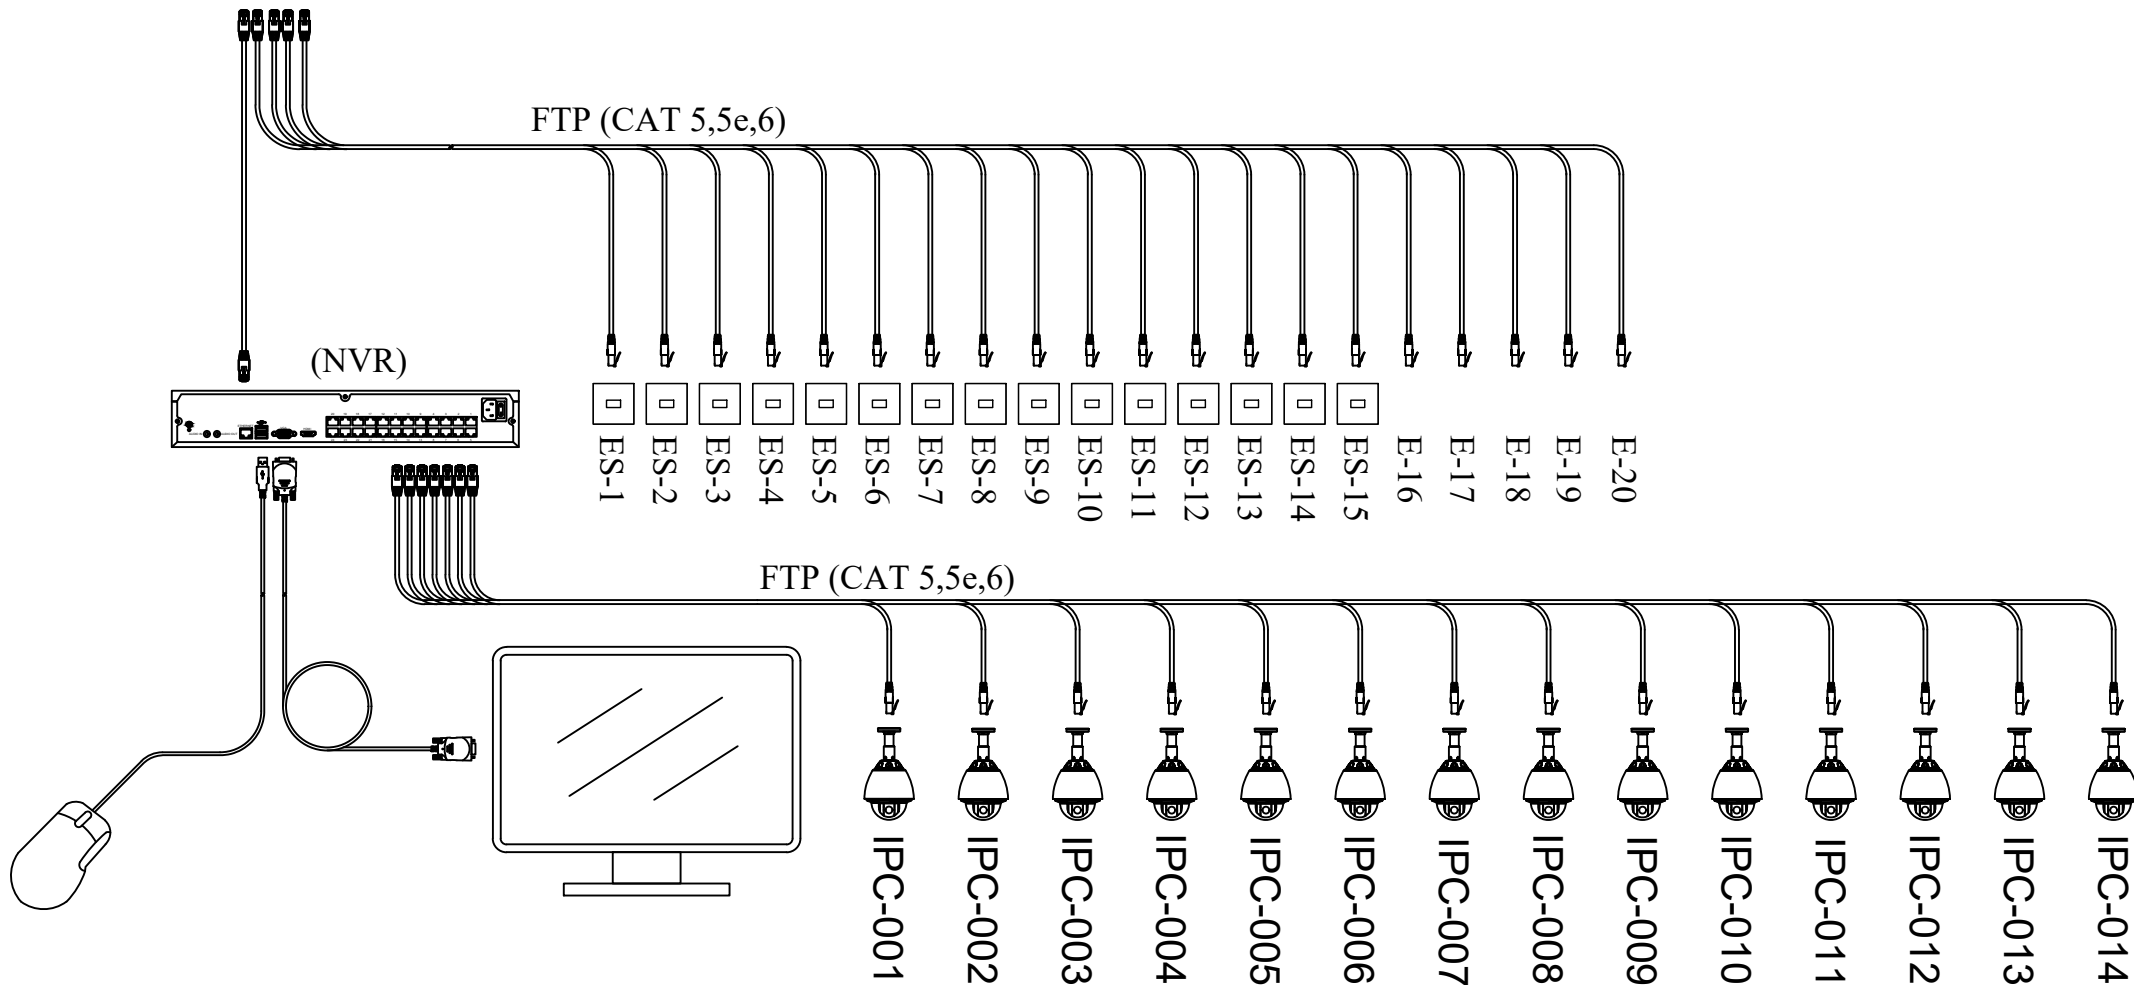 FTP (CAT 5,5e,6)
(NVR)
ES-1
ES-2
ES-3
ES-4
ES-5
ES-6
ES-7
ES-8
ES-9
ES-10
ES-11
ES-12
ES-13
ES-14
ES-15
E-16
E-17
E-18
E-19
E-20
FTP (CAT 5,5e,6)
IPC-001
IPC-002
IPC-003
IPC-004
IPC-005
IPC-006
IPC-007
IPC-008
IPC-009
IPC-010
IPC-011
IPC-012
IPC-013
IPC-014